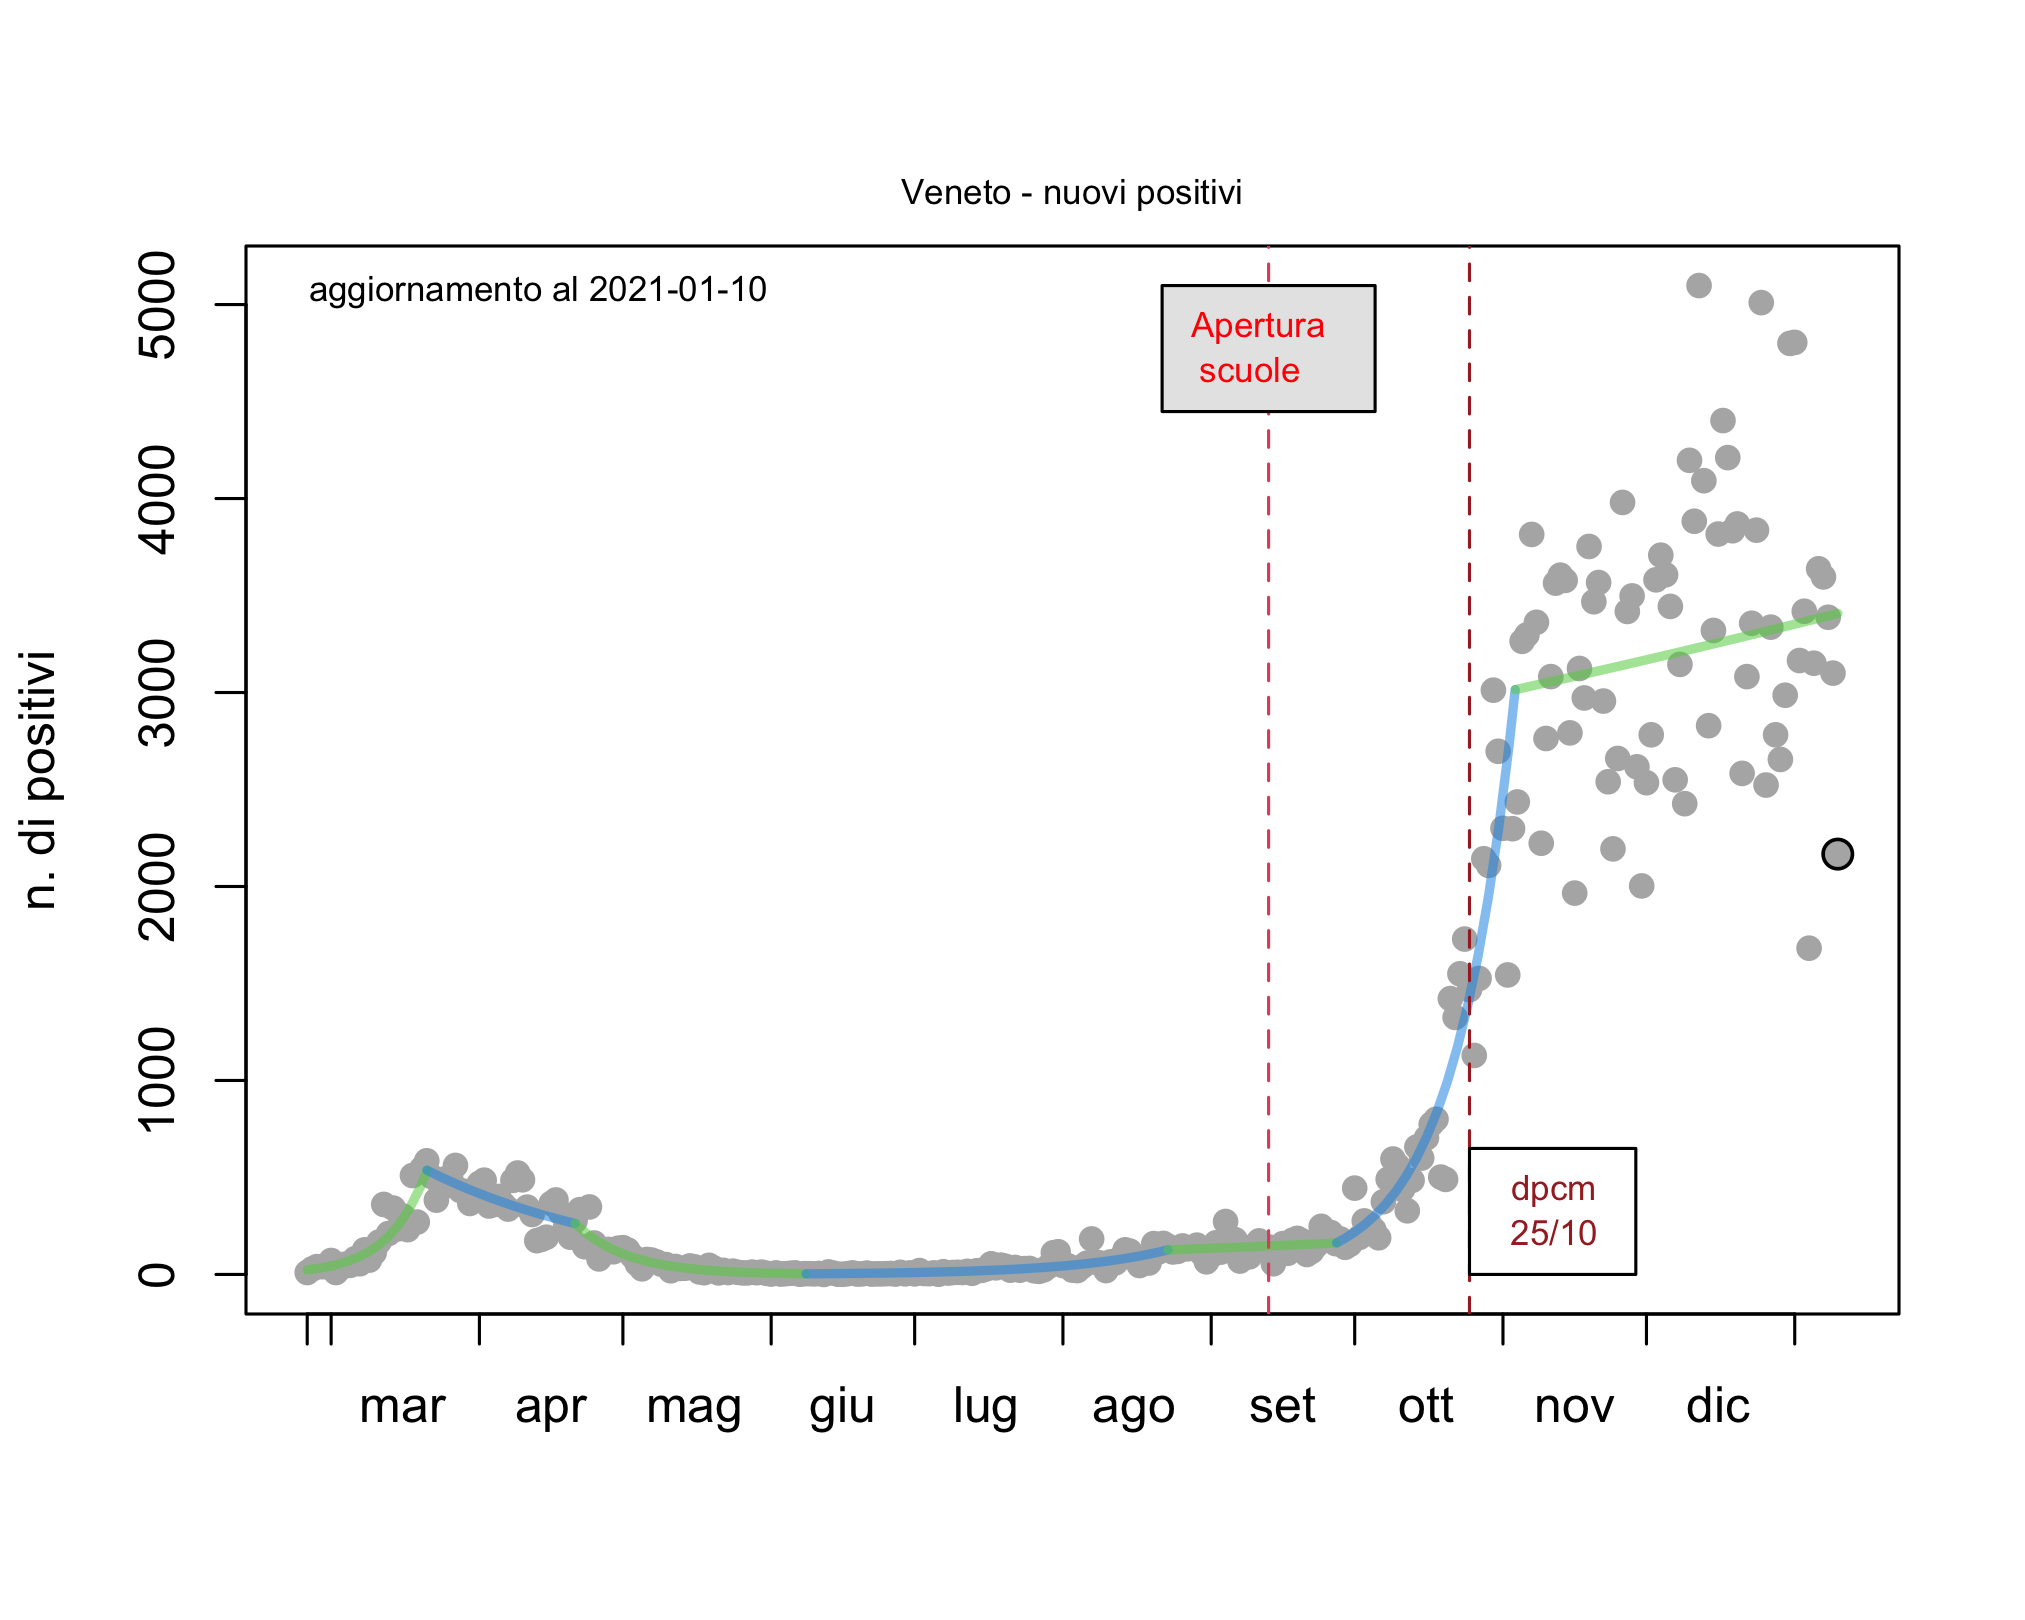 Veneto - nuovi positivi
aggiornamento al 2021-01-10
Apertura
scuole
n. di positivi
5000
4000
3000
2000
1000
0
dpcm
25/10
mar apr mag giu lug ago set ott nov dic